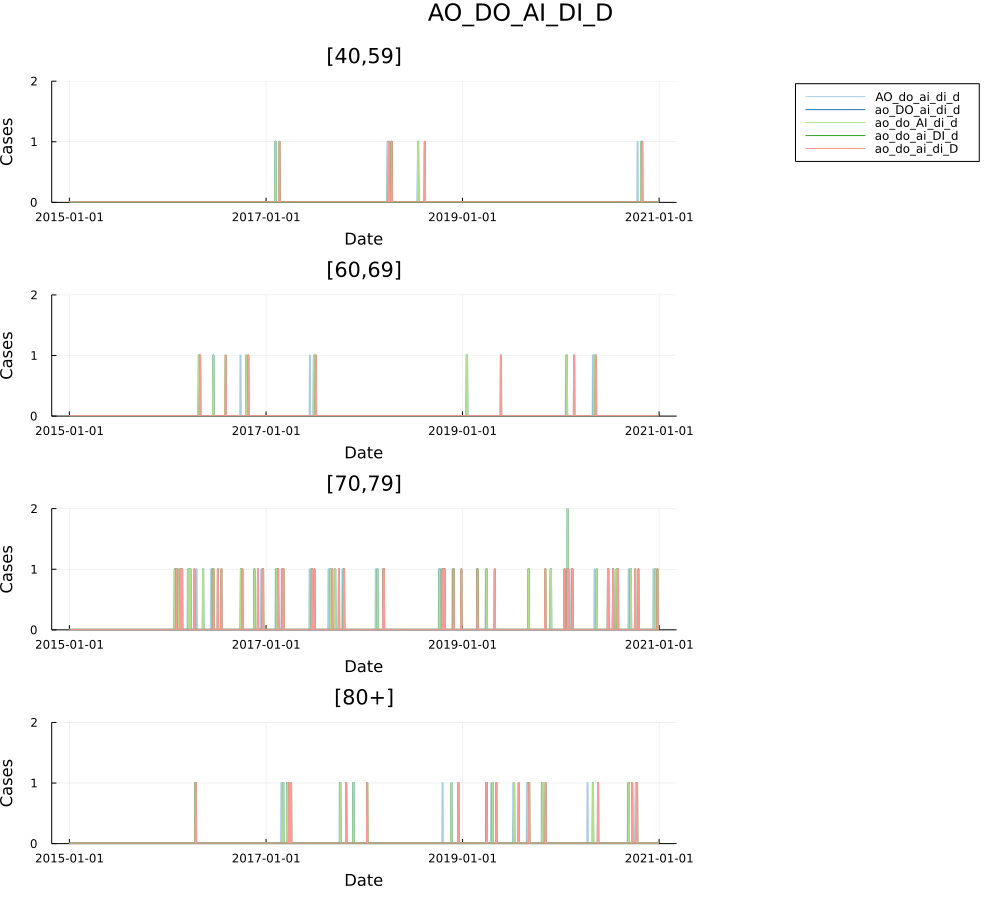 AO_DO_AI_DI_D
[40,59]
2
1
0
Cases
2015-01-01 2017-01-01 2019-01-01 2021-01-01
Date
AO_do_ai_di_d
ao_DO_ai_di_d
ao_do_AI_di_d
ao_do_ai_DI_d
ao_do_ai_di_D
[60,69]
2
1
0
Cases
2015-01-01 2017-01-01 2019-01-01 2021-01-01
Date
[70,79]
2
1
0
Cases
2015-01-01 2017-01-01 2019-01-01 2021-01-01
Date
[80+]
2
1
0
Cases
2015-01-01 2017-01-01 2019-01-01 2021-01-01
Date